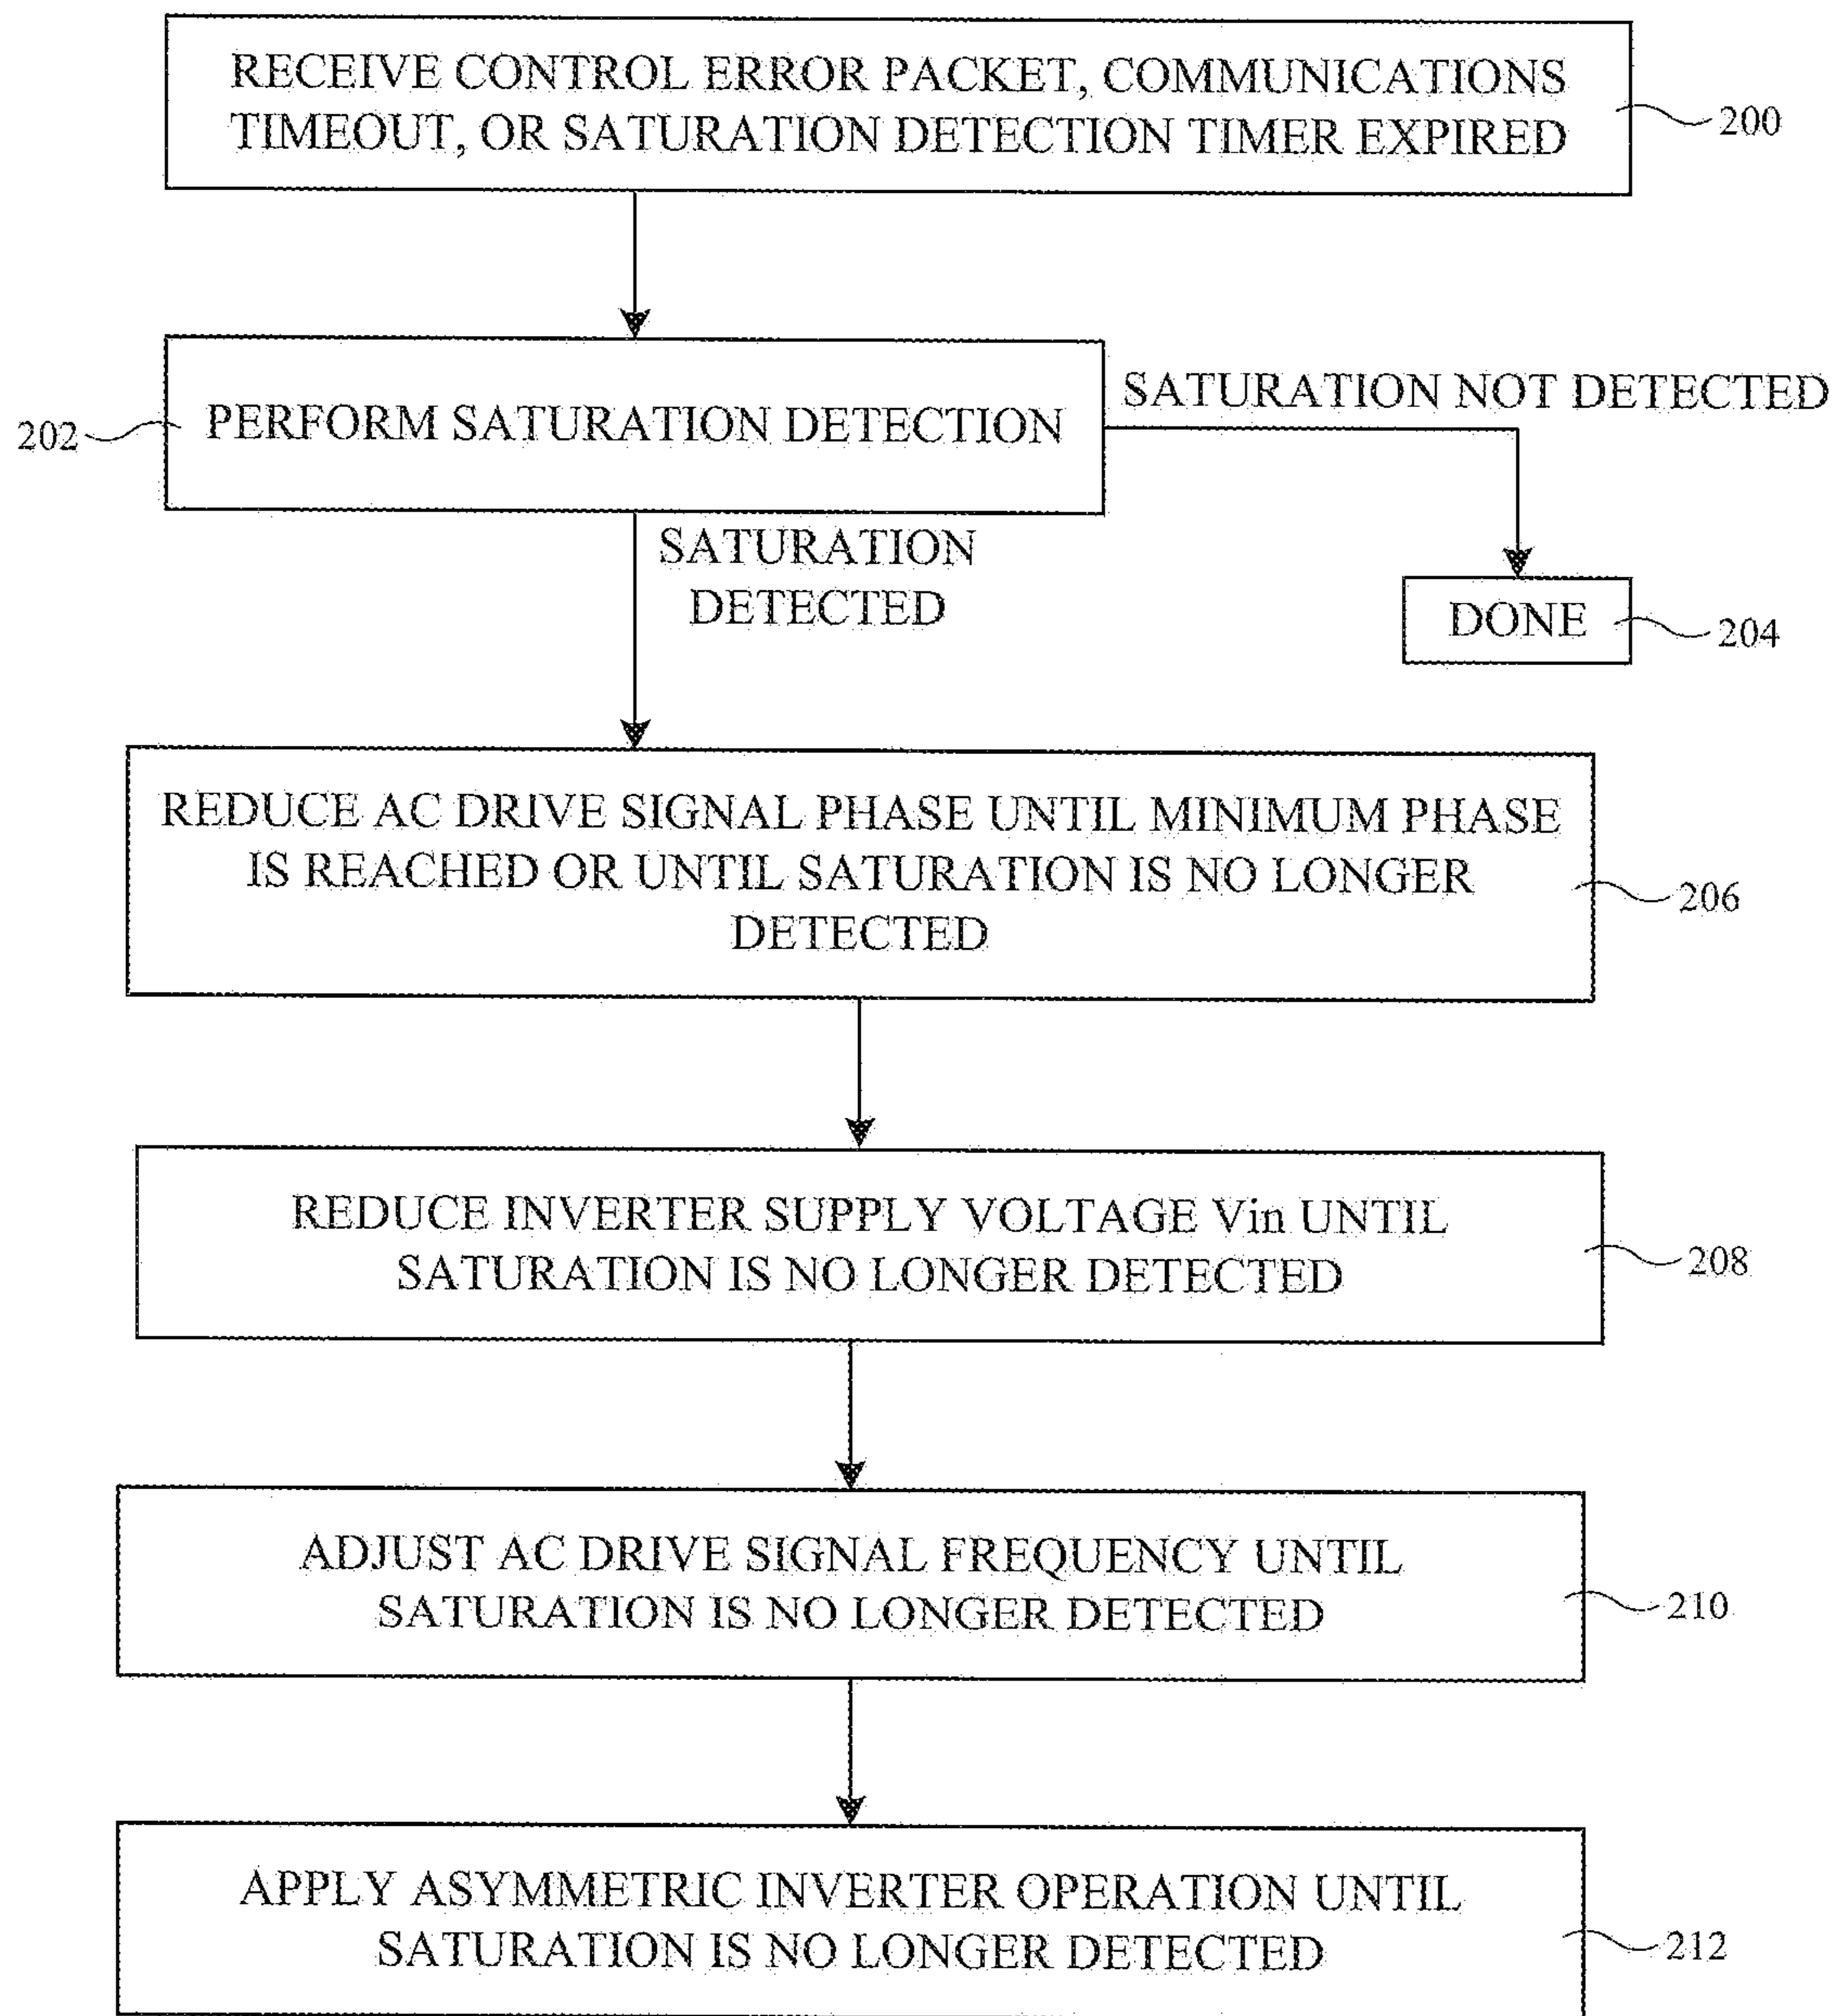 RECEIVE CONTROL ERROR PACKET, COMMUNICATIONS
TIMEOUT, OR SATURATION DETECTION TIMER EXPIRED
200
202
PERFORM SATURATION DETECTION
SATURATION NOT DETECTED
SATURATION
DETECTED
DONE
204
REDUCE AC DRIVE SIGNAL PHASE UNTIL MINIMUM PHASE
IS REACHED OR UNTIL SATURATION IS NO LONGER
DETECTED
206
REDUCE INVERTER SUPPLY VOLTAGE Vin UNTIL
SATURATION IS NO LONGER DETECTED
208
ADJUST AC DRIVE SIGNAL FREQUENCY UNTIL
SATURATION IS NO LONGER DETECTED
210
APPLY ASYMMETRIC INVERTER OPERATION UNTIL
SATURATION IS NO LONGER DETECTED
212